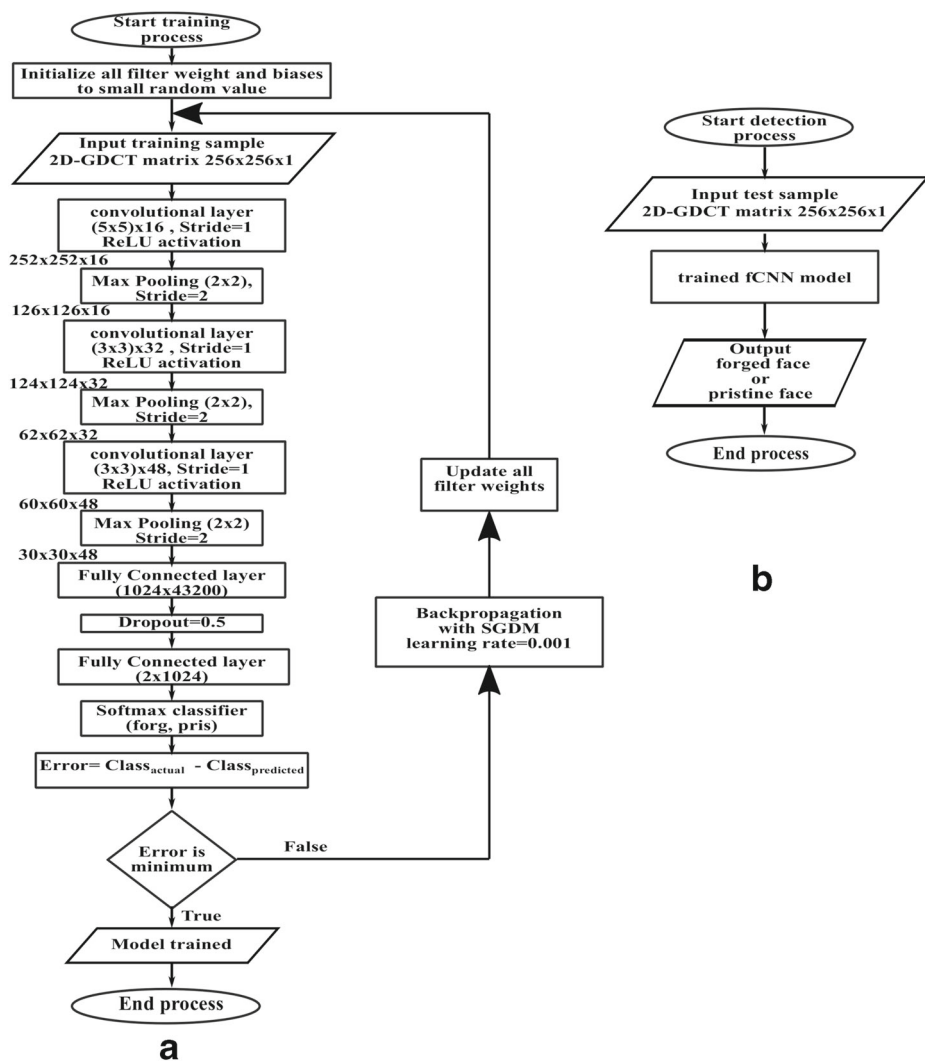 Start training
process
Initialize all filter weight and biases
to small random value
Input training sample
2D-GDCT matrix 256x256x1
convolutional layer
(5x5)x16 , Stride=1
ReLU activation
252x252x16
Max Pooling (2x2),
Stride=2
126x126x16
convolutional layer
(3x3)x32 , Stride=1
ReLU activation
124x124x32
Max Pooling (2x2),
Stride=2
62x62x32
convolutional layer
(3x3)x48, Stride=1
ReLU activation
60x60x48
Max Pooling (2x2)
Stride=2
30x30x48
Fully Connected layer
(1024x43200)
Dropout=0.5
Fully Connected layer
(2x1024)
Softmax classifier
(forg, pris)
Error= Class actual - Class predicted
Error is
minimum
False
True
Model trained
End process
a
Update all
filter weights
Backpropagation
with SGDM
learning rate=0.001
Start detection
process
Input test sample
2D-GDCT matrix 256x256x1
trained fCNN model
Output
forged face
or
pristine face
End process
b